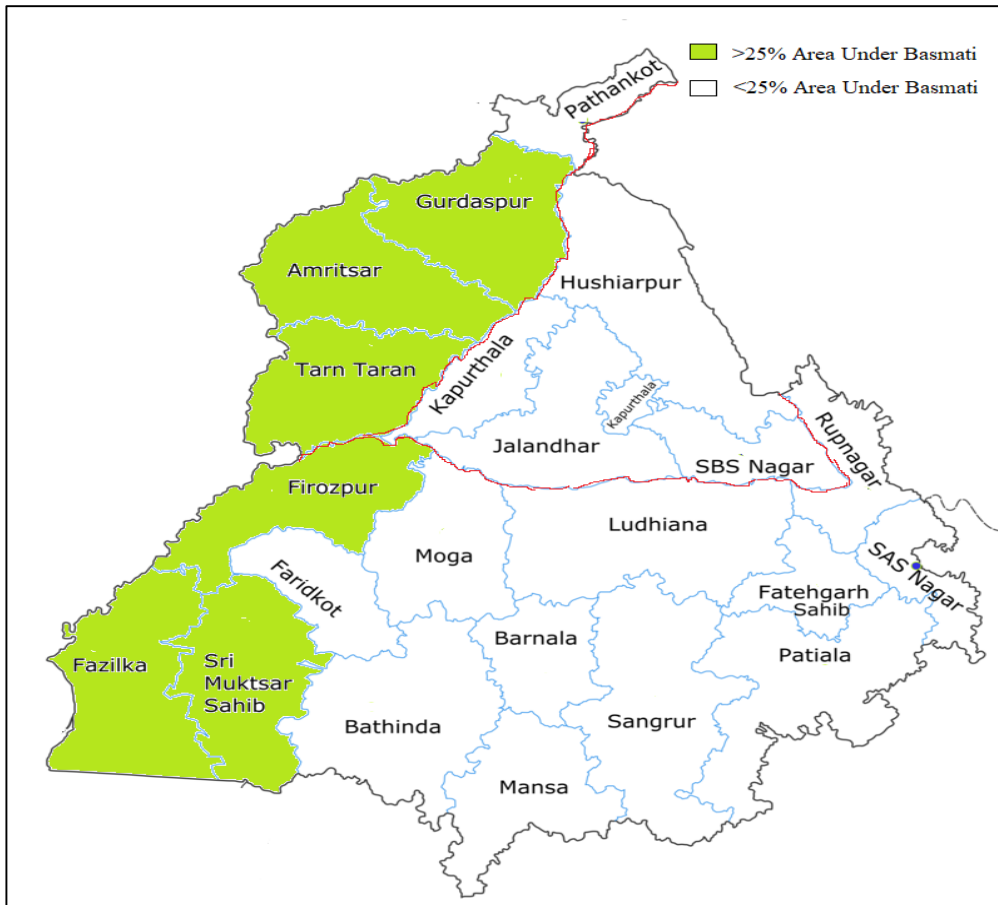 >25% Area Under Basmati
<25% Area Under Basmati
Pathankot
Gurdaspur
Amritsar
Hushiarpur
Tarn Taran
Kapurthala
Kapurthala
Jalandhar
SBS Nagar
Rupnagar
Firozpur
Ludhiana
Moga
Faridkot
SAS Nagar
Fatehgarh
Sahib
Barnala
Patiala
Fazilka
Sri
Muktsar
Sahib
Bathinda
Sangrur
Mansa